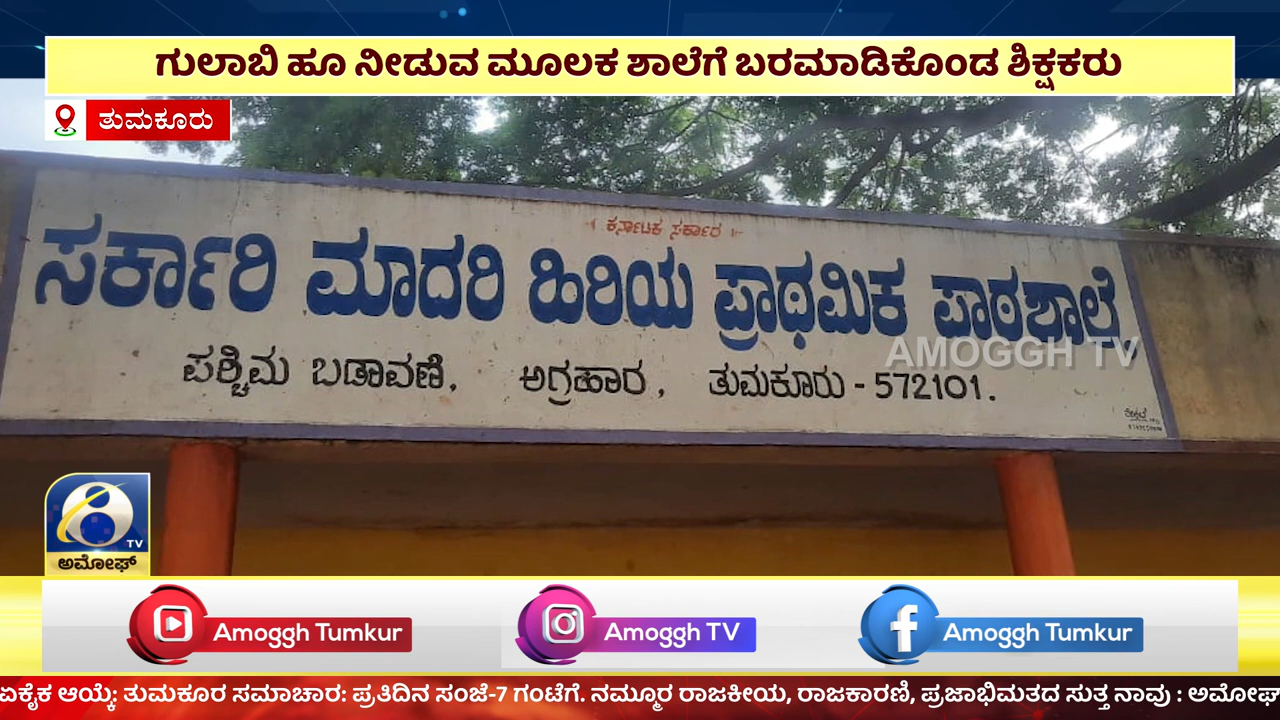 ಗುಲಾಬಿ ಹೂ ನೀಡುವ ಮೂಲಕ ಶಾಲೆಗೆ ಬರಮಾಡಿಕೊಂಡ ಶಿಕ್ಷಕರು
ತುಮಕೂರು
ಕರ್ನಾಟಕ ಸರ್ಕಾರ
ಸರ್ಕಾರಿ ಮಾದರಿ ಹಿರಿಯ ಪ್ರಾಥಮಿಕ ಪಾಠಶಾಲೆ,
AMOGGH TV
ಪಶ್ಚಿಮ ಬಡಾವಣೆ, ಅಗ್ರಹಾರ, ತುಮಕೂರು - 572101.
TV
ಅಮೋಘ್
Amoggh Tumkur Amoggh TV Amoggh Tumkur
ಏಕೈಕ ಆಯ್ಕೆ: ತುಮಕೂರ ಸಮಾಚಾರ: ಪ್ರತಿದಿನ ಸಂಜೆ-7 ಗಂಟೆಗೆ. ನಮ್ಮೂರ ರಾಜಕೀಯ, ರಾಜಕಾರಣಿ, ಪ್ರಜಾಭಿಮತದ ಸುತ್ತ ನಾವು : ಅಮೋಘ್